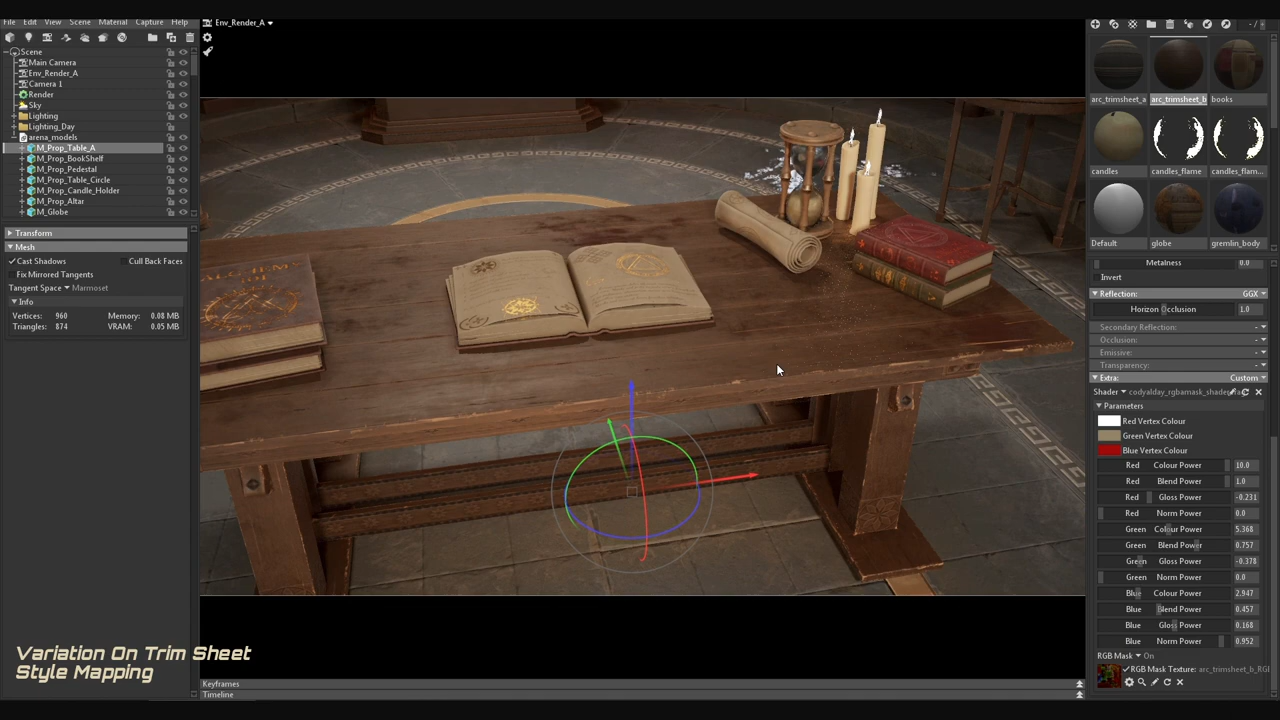 File Edit View Scene Material Capture Help
Scene
Main Camera
Env_Render_A
Camera 1
Render
Sky
Lighting
Lighting_Day
arena_models
M_Prop_Table_A
M_Prop_BookShelf
M_Prop_Pedestal
M_Prop_Table_Circle
M_Prop_Candle_Holder
M_Prop_Altar
M_Globe
Transform
Mesh
Cast Shadows Cull Back Faces
Fix Mirrored Tangents
Tangent Space Marmoset
Info
Vertices: 960 Memory: 0.08 MB
Triangles: 874 VRAM: 0.05 MB
Variation On Trim Sheet
Style Mapping
Env_Render_A
Keyframes
Timeline
arc_trimsheet_a arc_trimsheet_b books
candles candles_flame candles_flam...
Default globe gremlin_body
Metalness 0.0
Invert
Reflection: GGX
Horizon Occlusion 1.0
Secondary Reflection: -
Occlusion: -
Emissive: -
Transparency: -
Extra: Custom
Shader codyalday_rgbamask_shader
Parameters
Red Vertex Colour
Green Vertex Colour
Blue Vertex Colour
Red Colour Power 10.0
Red Blend Power 1.0
Red Gloss Power -0.231
Red Norm Power 0.0
Green Colour Power 5.368
Green Blend Power 0.757
Green Gloss Power -0.378
Green Norm Power 0.0
Blue Colour Power 2.947
Blue Blend Power 0.457
Blue Gloss Power 0.168
Blue Norm Power 0.952
RGB Mask On
RGB Mask Texture: arc_trimsheet_b_RGI